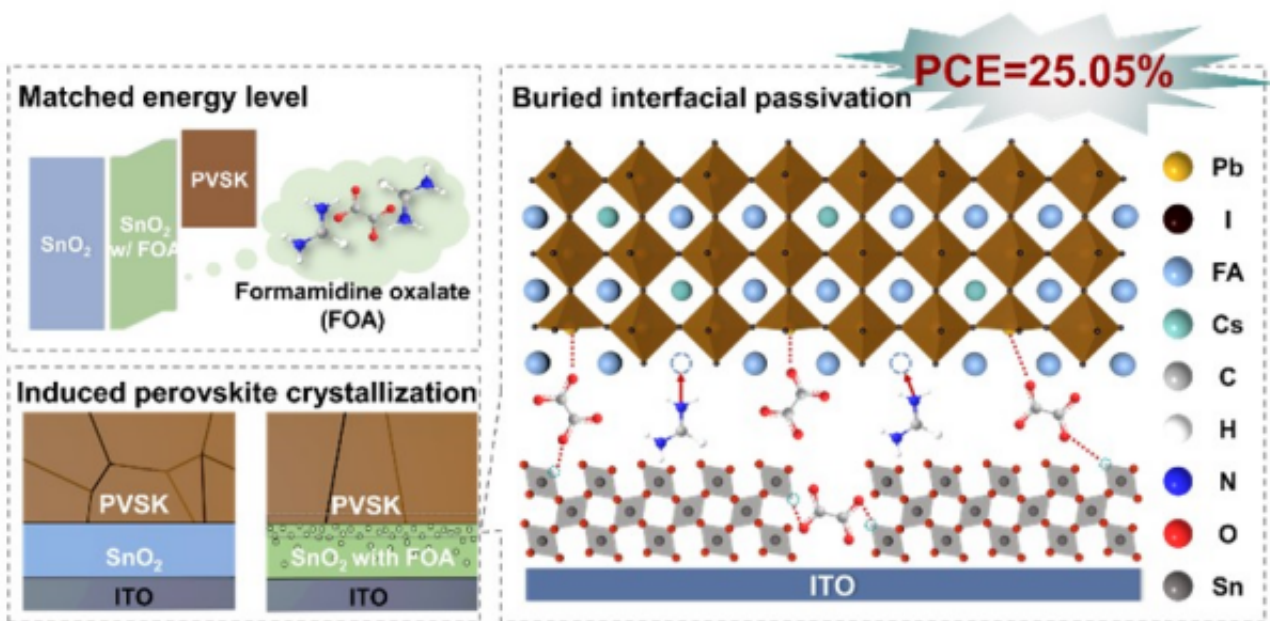 PCE=25.05%
Matched energy level
SnO₂
SnO₂
w/ FOA
PVSK
Formamidine oxalate
(FOA)
Induced perovskite crystallization
PVSK
SnO₂
ITO
PVSK
SnO₂ with FOA
ITO
Buried interfacial passivation
ITO
Pb
I
FA
Cs
C
H
N
O
Sn